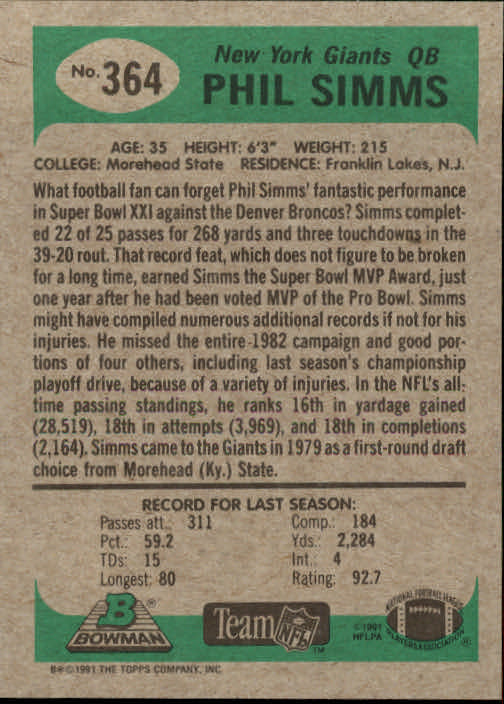 No. 364
New York Giants QB
PHIL SIMMS
AGE: 35 HEIGHT: 6'3" WEIGHT: 215
COLLEGE: Morehead State RESIDENCE: Franklin Lakes, N.J.
What football fan can forget Phil Simms' fantastic performance
in Super Bowl XXI against the Denver Broncos? Simms complet-
ed 22 of 25 passes for 268 yards and three touchdowns in the
39-20 rout. That record feat, which does not figure to be broken
for a long time, earned Simms the Super Bowl MVP Award, just
one year after he had been voted MVP of the Pro Bowl. Simms
might have compiled numerous additional records if not for his
injuries. He missed the entire 1982 campaign and good por-
tions of four others, including last season's championship
playoff drive, because of a variety of injuries. In the NFL's all-
time passing standings, he ranks 16th in yardage gained
(28,519), 18th in attempts (3,969), and 18th in completions
(2,164). Simms came to the Giants in 1979 as a first-round draft
choice from Morehead (Ky.) State.
RECORD FOR LAST SEASON:
Passes att.: 311 Comp.: 184
Pct.: 59.2 Yds.: 2,284
TDs: 15 Int.: 4
Longest: 80 Rating: 92.7
B ®
BOWMAN
Team NFL ™
© 1991
NFLPA
NATIONAL FOOTBALL LEAGUE
PLAYERS ASSOCIATION ®
B®©1991 THE TOPPS COMPANY, INC.